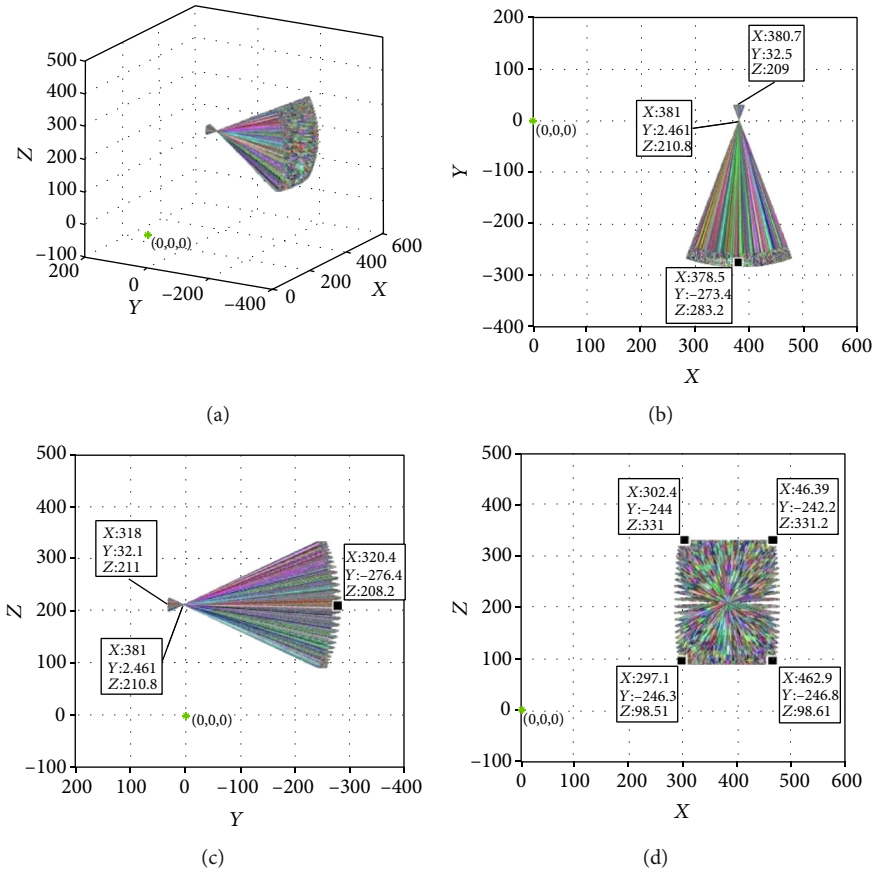 500
400
300
200
100
0
−100
Z
200
0
−200
−400
Y
0
200
400
600
X
(0,0,0)
(a)
200
100
0
−100
−200
−300
−400
Y
0
100
200
300
400
500
600
X
(0,0,0)
X:380.7
Y:32.5
Z:209
X:381
Y:2.461
Z:210.8
X:378.5
Y:−273.4
Z:283.2
(b)
500
400
300
200
100
0
−100
Z
200
100
0
−100
−200
−300
−400
Y
X:318
Y:32.1
Z:211
X:320.4
Y:−276.4
Z:208.2
X:381
Y:2.461
Z:210.8
(0,0,0)
(c)
500
400
300
200
100
0
−100
Z
0
100
200
300
400
500
600
X
X:302.4
Y:−244
Z:331
X:46.39
Y:−242.2
Z:331.2
X:297.1
Y:−246.3
Z:98.51
X:462.9
Y:−246.8
Z:98.61
(0,0,0)
(d)